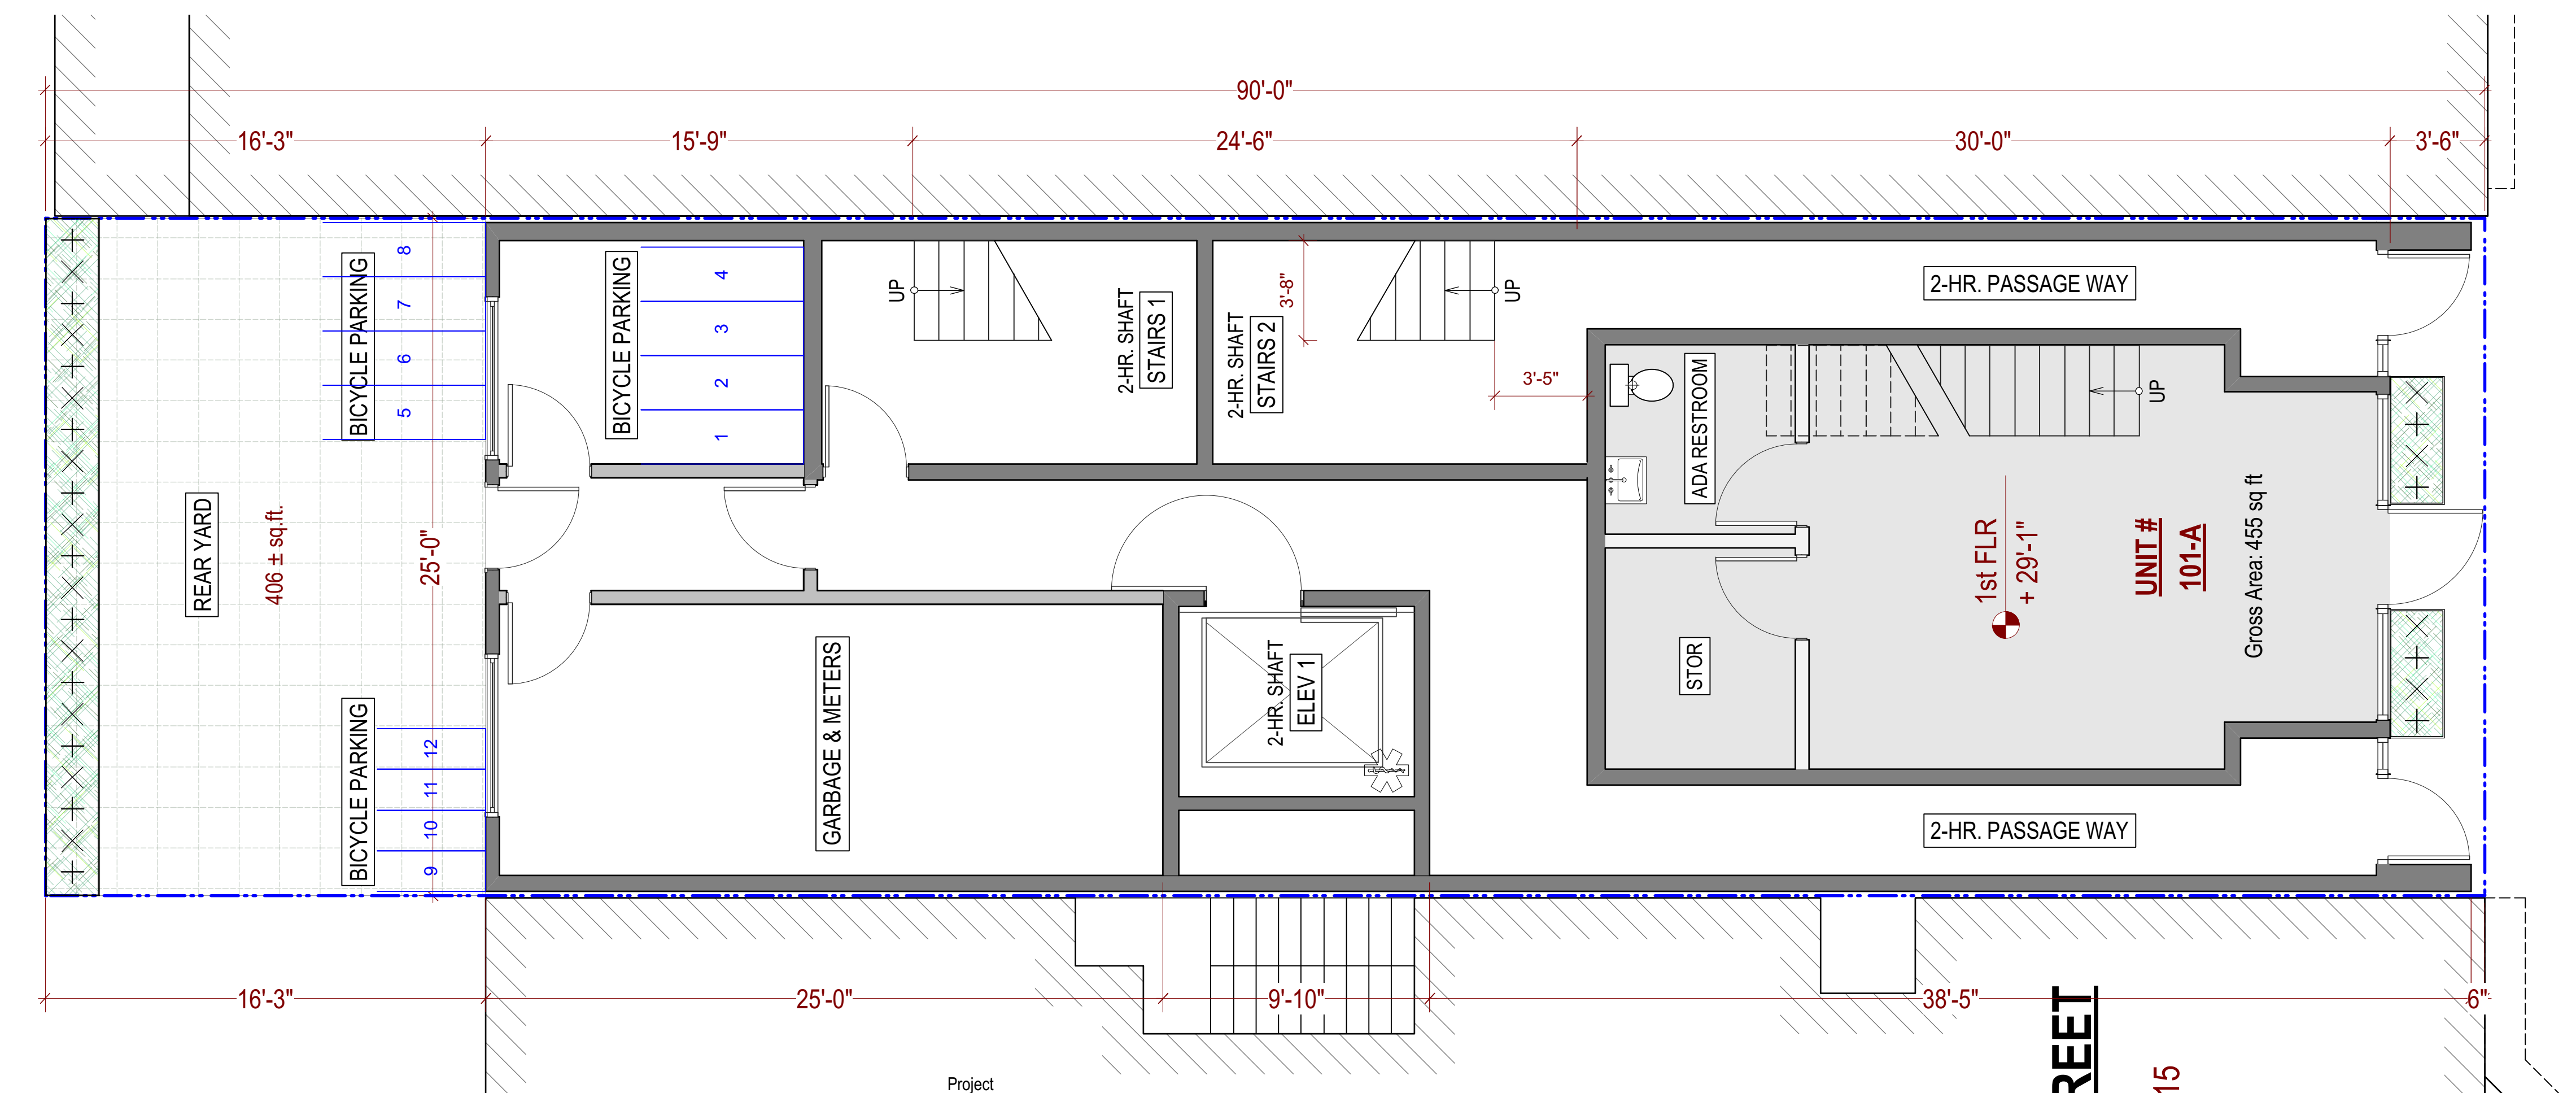 90'-0"
16'-3"
15'-9"
24'-6"
30'-0"
3'-6"
BICYCLE PARKING
8
7
6
5
BICYCLE PARKING
4
3
2
1
UP
2-HR. SHAFT
STAIRS 1
2-HR. SHAFT
STAIRS 2
3'-8"
UP
3'-5"
2-HR. PASSAGE WAY
ADA RESTROOM
UP
REAR YARD
406 ± sq.ft.
25'-0"
1st FLR
+ 29'-1"
UNIT #
101-A
Gross Area: 455 sq ft
BICYCLE PARKING
12
11
10
9
GARBAGE & METERS
2-HR. SHAFT
ELEV 1
STOR
2-HR. PASSAGE WAY
16'-3"
25'-0"
9'-10"
38'-5"
6"
Project
REET
15